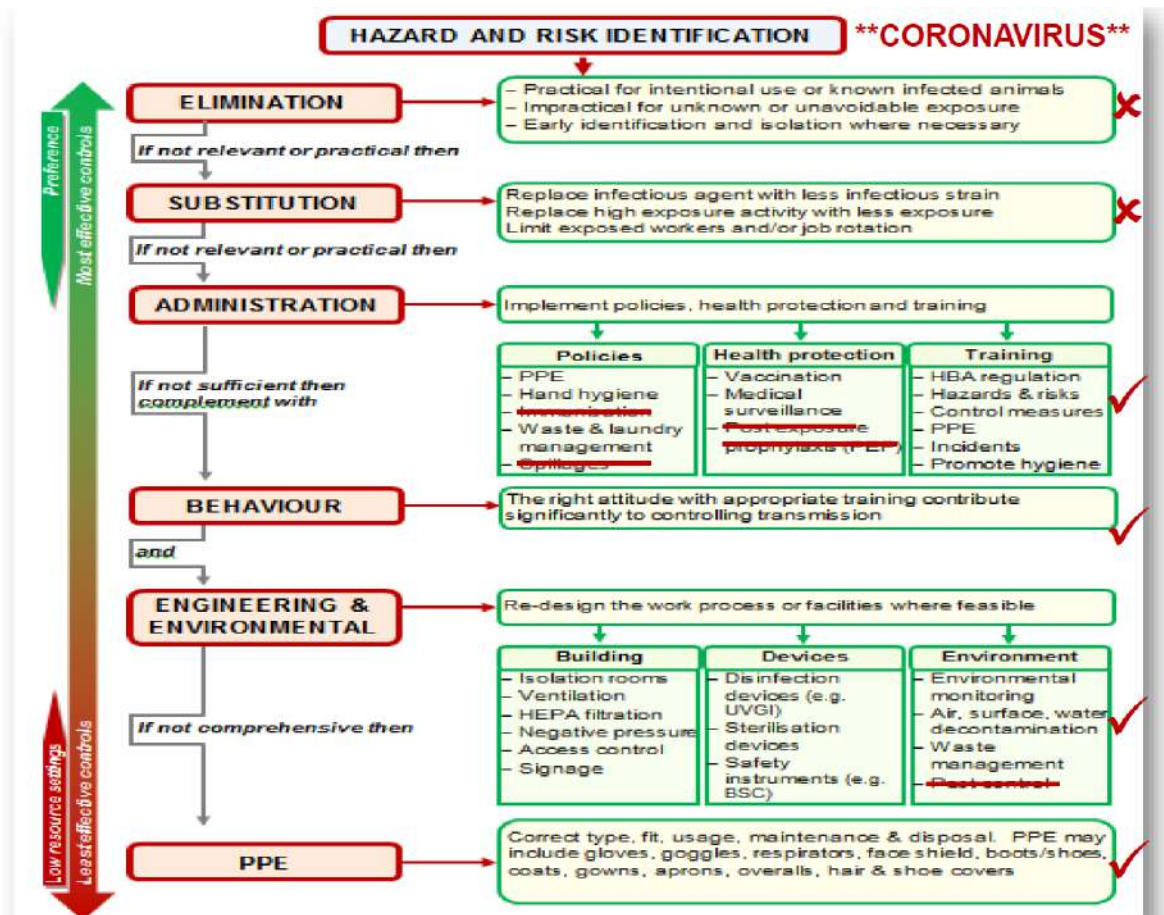 HAZARD AND RISK IDENTIFICATION **CORONAVIRUS**
ELIMINATION
– Practical for intentional use or known infected animals
– Impractical for unknown or unavoidable exposure
– Early identification and isolation where necessary
If not relevant or practical then
SUBSTITUTION
Replace infectious agent with less infectious strain
Replace high exposure activity with less exposure
Limit exposed workers and/or job rotation
If not relevant or practical then
ADMINISTRATION
Implement policies, health protection and training
Policies
– PPE
– Hand hygiene
– Immunisation
– Waste & laundry
management
– Spillages
Health protection
– Vaccination
– Medical
surveillance
– Post exposure
prophylaxis (PEP)
Training
– HBA regulation
– Hazards & risks
– Control measures
– PPE
– Incidents
– Promote hygiene
If not sufficient then
complement with
BEHAVIOUR
The right attitude with appropriate training contribute
significantly to controlling transmission
and
ENGINEERING &
ENVIRONMENTAL
Re-design the work process or facilities where feasible
Building
– Isolation rooms
– Ventilation
– HEPA filtration
– Negative pressure
– Access control
– Signage
Devices
– Disinfection
devices (e.g.
UVGI)
– Sterilisation
devices
– Safety
instruments (e.g.
BSC)
Environment
– Environmental
monitoring
– Air, surface, water
decontamination
– Waste
management
– Pest control
If not comprehensive then
PPE
Correct type, fit, usage, maintenance & disposal. PPE may
include gloves, goggles, respirators, face shield, boots/shoes,
coats, gowns, aprons, overalls, hair & shoe covers
Preference
Most effective controls
Low resource settings
Least effective controls